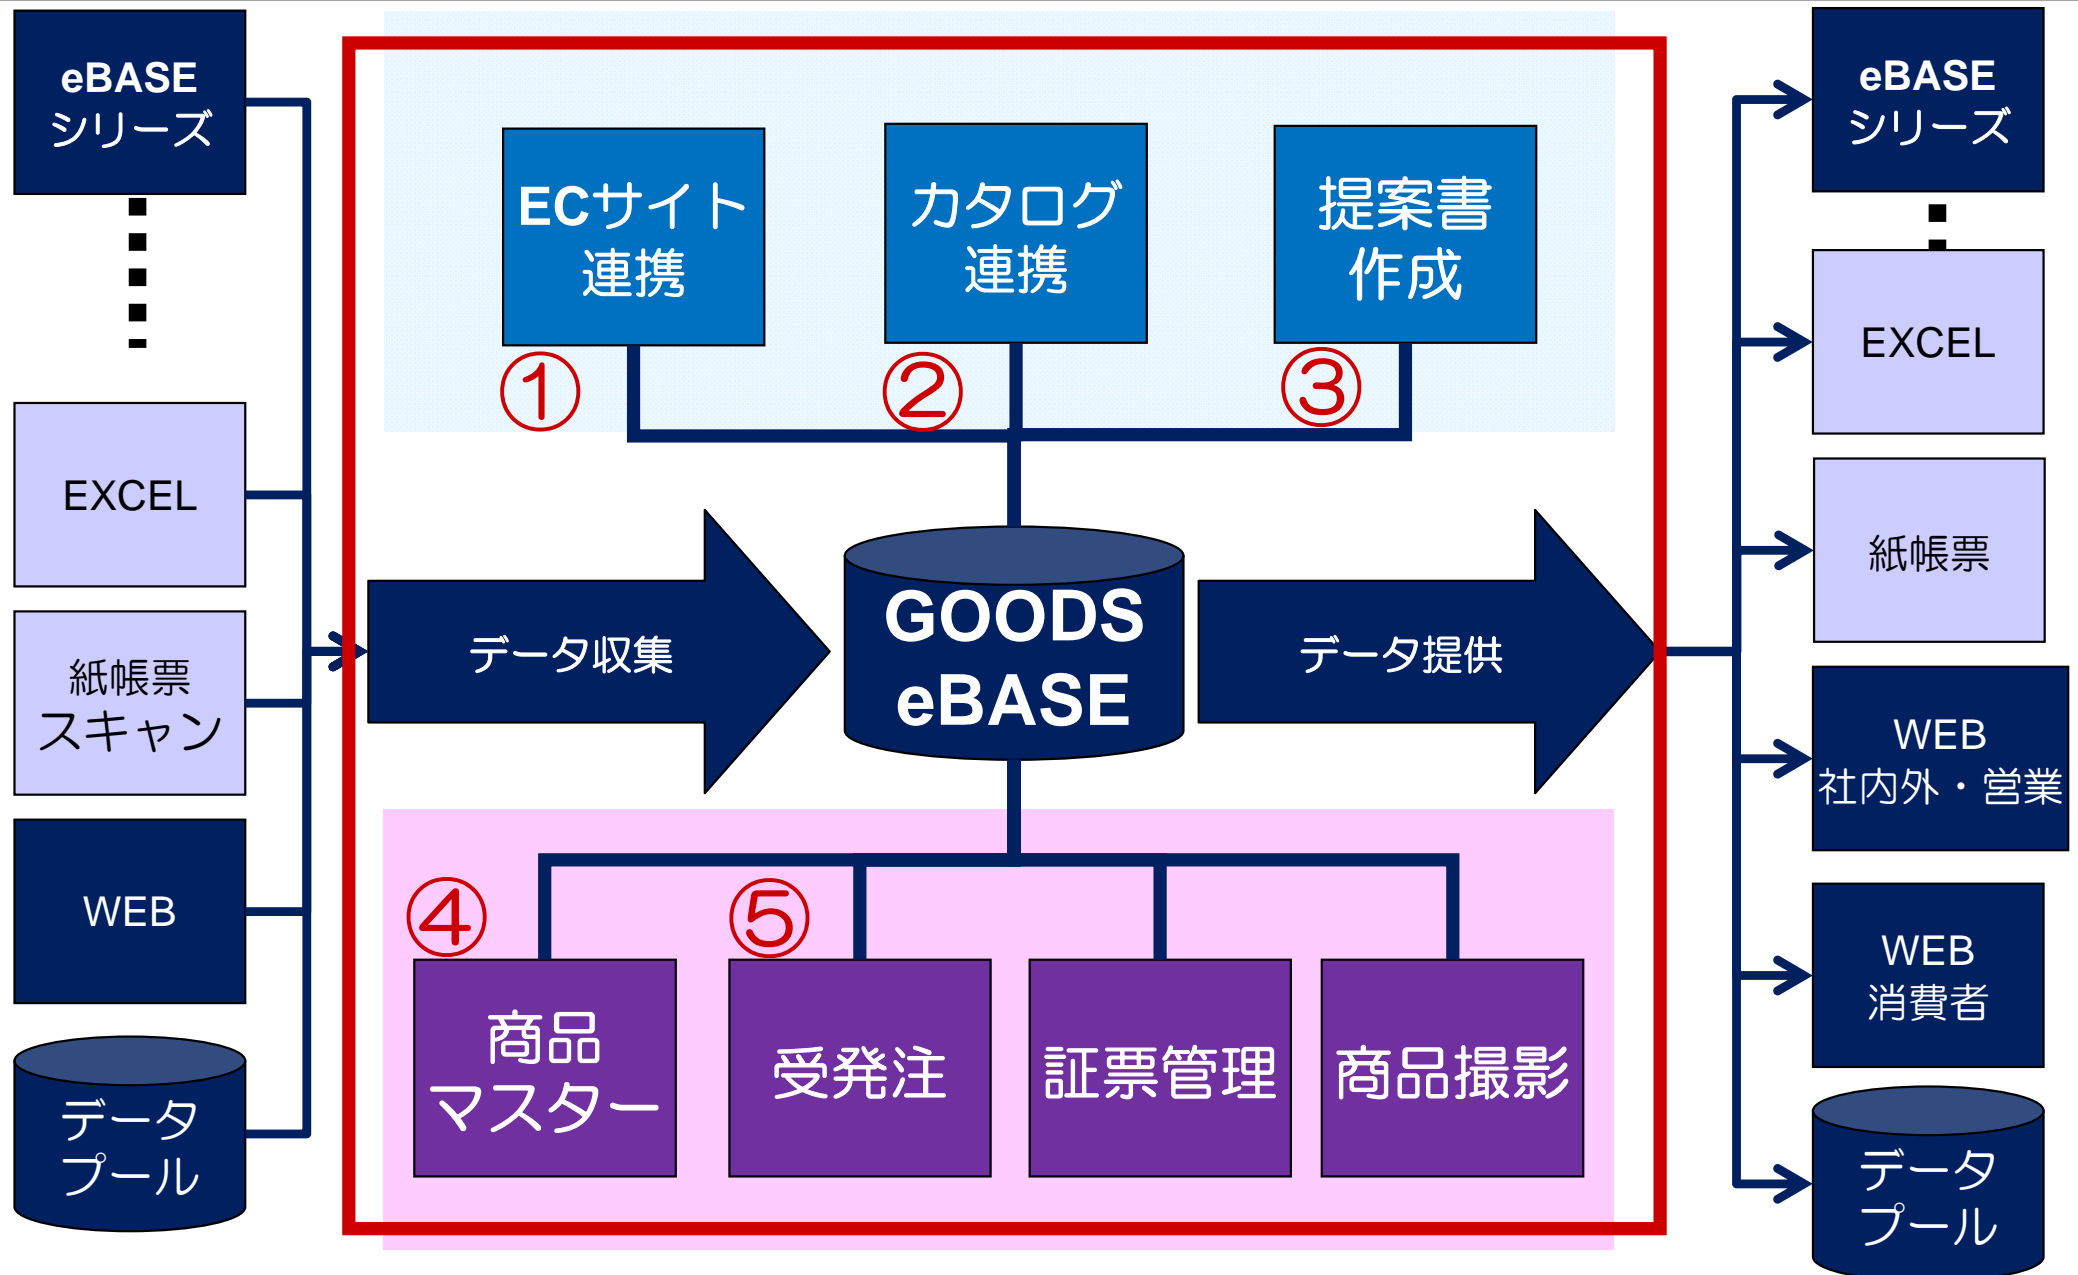 eBASE
シリーズ
EXCEL
紙帳票
スキャン
WEB
データ
プール
ECサイト
連携
①
カタログ
連携
②
提案書
作成
③
データ収集
GOODS
eBASE
データ提供
④
商品
マスター
⑤
受発注
証票管理
商品撮影
eBASE
シリーズ
EXCEL
紙帳票
WEB
社内外・営業
WEB
消費者
データ
プール